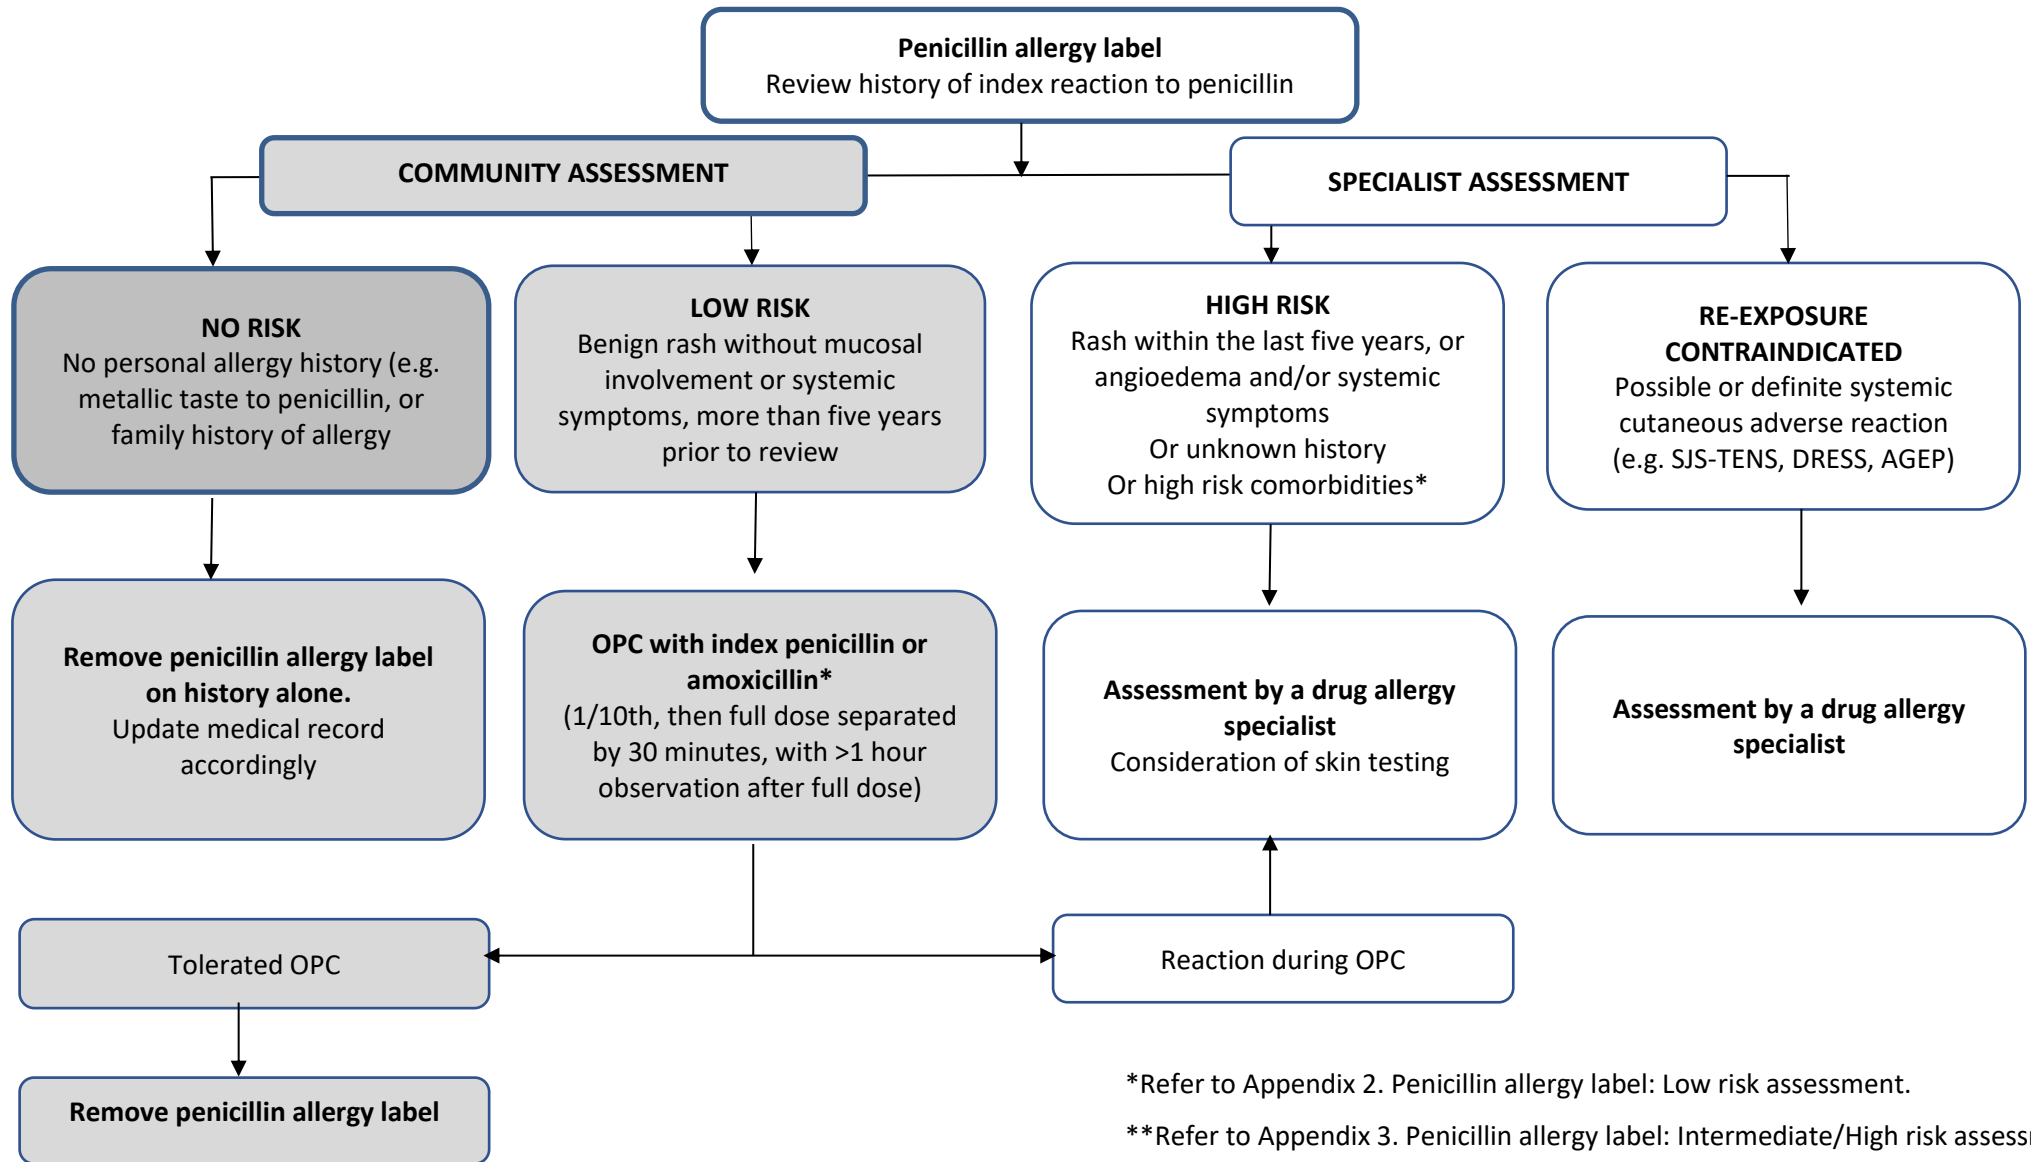 Penicillin allergy label
Review history of index reaction to penicillin
COMMUNITY ASSESSMENT
SPECIALIST ASSESSMENT
NO RISK
No personal allergy history (e.g.
metallic taste to penicillin, or
family history of allergy
LOW RISK
Benign rash without mucosal
involvement or systemic
symptoms, more than five years
prior to review
HIGH RISK
Rash within the last five years, or
angioedema and/or systemic
symptoms
Or unknown history
Or high risk comorbidities*
RE-EXPOSURE
CONTRAINDICATED
Possible or definite systemic
cutaneous adverse reaction
(e.g. SJS-TENS, DRESS, AGEP)
Remove penicillin allergy label
on history alone.
Update medical record
accordingly
OPC with index penicillin or
amoxicillin*
(1/10th, then full dose separated
by 30 minutes, with >1 hour
observation after full dose)
Assessment by a drug allergy
specialist
Consideration of skin testing
Assessment by a drug allergy
specialist
Tolerated OPC
Reaction during OPC
Remove penicillin allergy label
*Refer to Appendix 2. Penicillin allergy label: Low risk assessment.
**Refer to Appendix 3. Penicillin allergy label: Intermediate/High risk